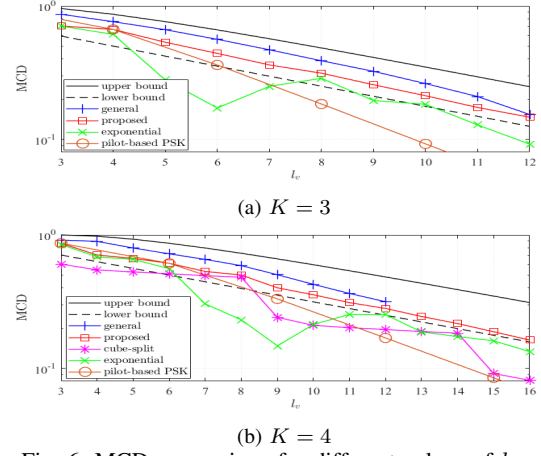 10^0
MCD
10^-1
upper bound
lower bound
general
proposed
exponential
pilot-based PSK
3 4 5 6 7 8 9 10 11 12
l_v
(a) K = 3
10^0
MCD
10^-1
upper bound
lower bound
general
proposed
cube-split
exponential
pilot-based PSK
3 4 5 6 7 8 9 10 11 12 13 14 15 16
l_v
(b) K = 4